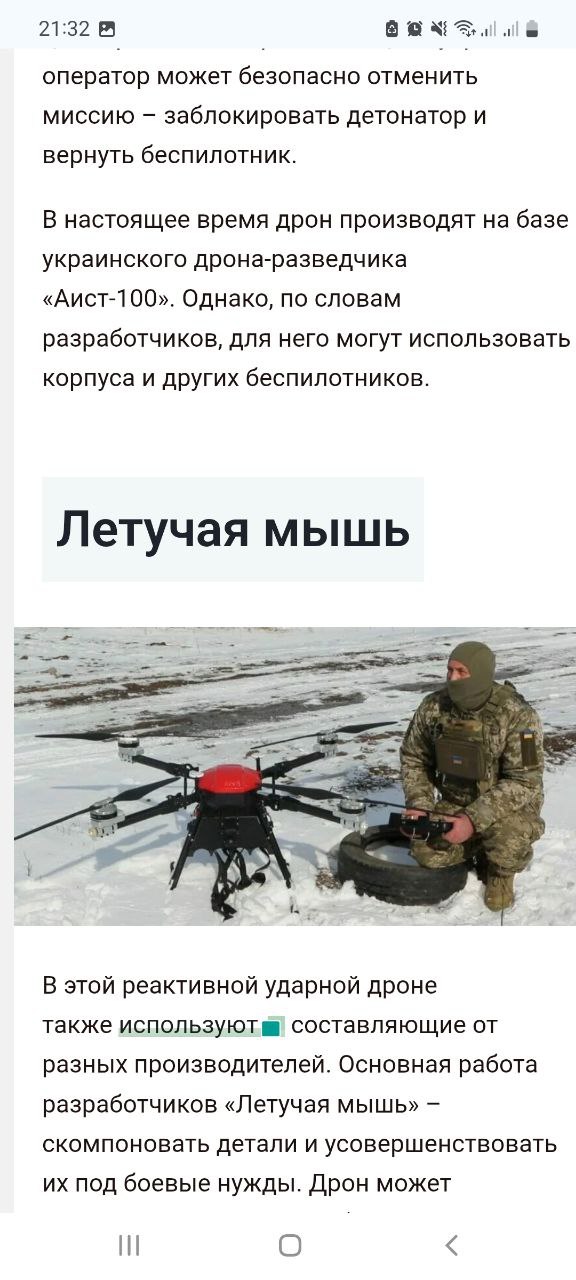 21:32
оператор может безопасно отменить
миссию – заблокировать детонатор и
вернуть беспилотник.
В настоящее время дрон производят на базе
украинского дрона-разведчика
«Аист-100». Однако, по словам
разработчиков, для него могут использовать
корпуса и других беспилотников.
Летучая мышь
В этой реактивной ударной дроне
также используют составляющие от
разных производителей. Основная работа
разработчиков «Летучая мышь» –
скомпоновать детали и усовершенствовать
их под боевые нужды. Дрон может